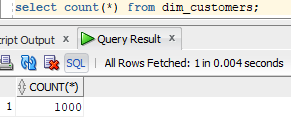 select count(*) from dim_customers;
ript Output × Query Result ×
SQL All Rows Fetched: 1 in 0.004 seconds
COUNT(*)
1 1000